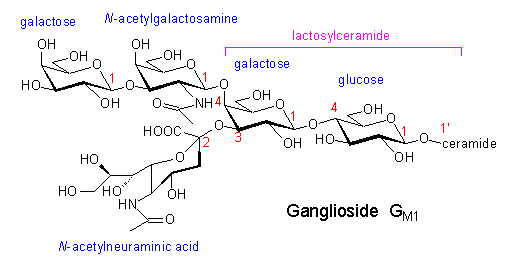 galactose
N-acetylgalactosamine
lactosylceramide
OH
OH
OH
OH
galactose
O
O
glucose
HO
1
O
1
O
OH
NH
4
OH
O
4
OH
O
1
O
O
1
O
1'
ceramide
HOOC
2
O
3
OH
HO
OH
O
HO
OH
O
HO
HO
OH
HN
O
Ganglioside GM1
N-acetylneuraminic acid